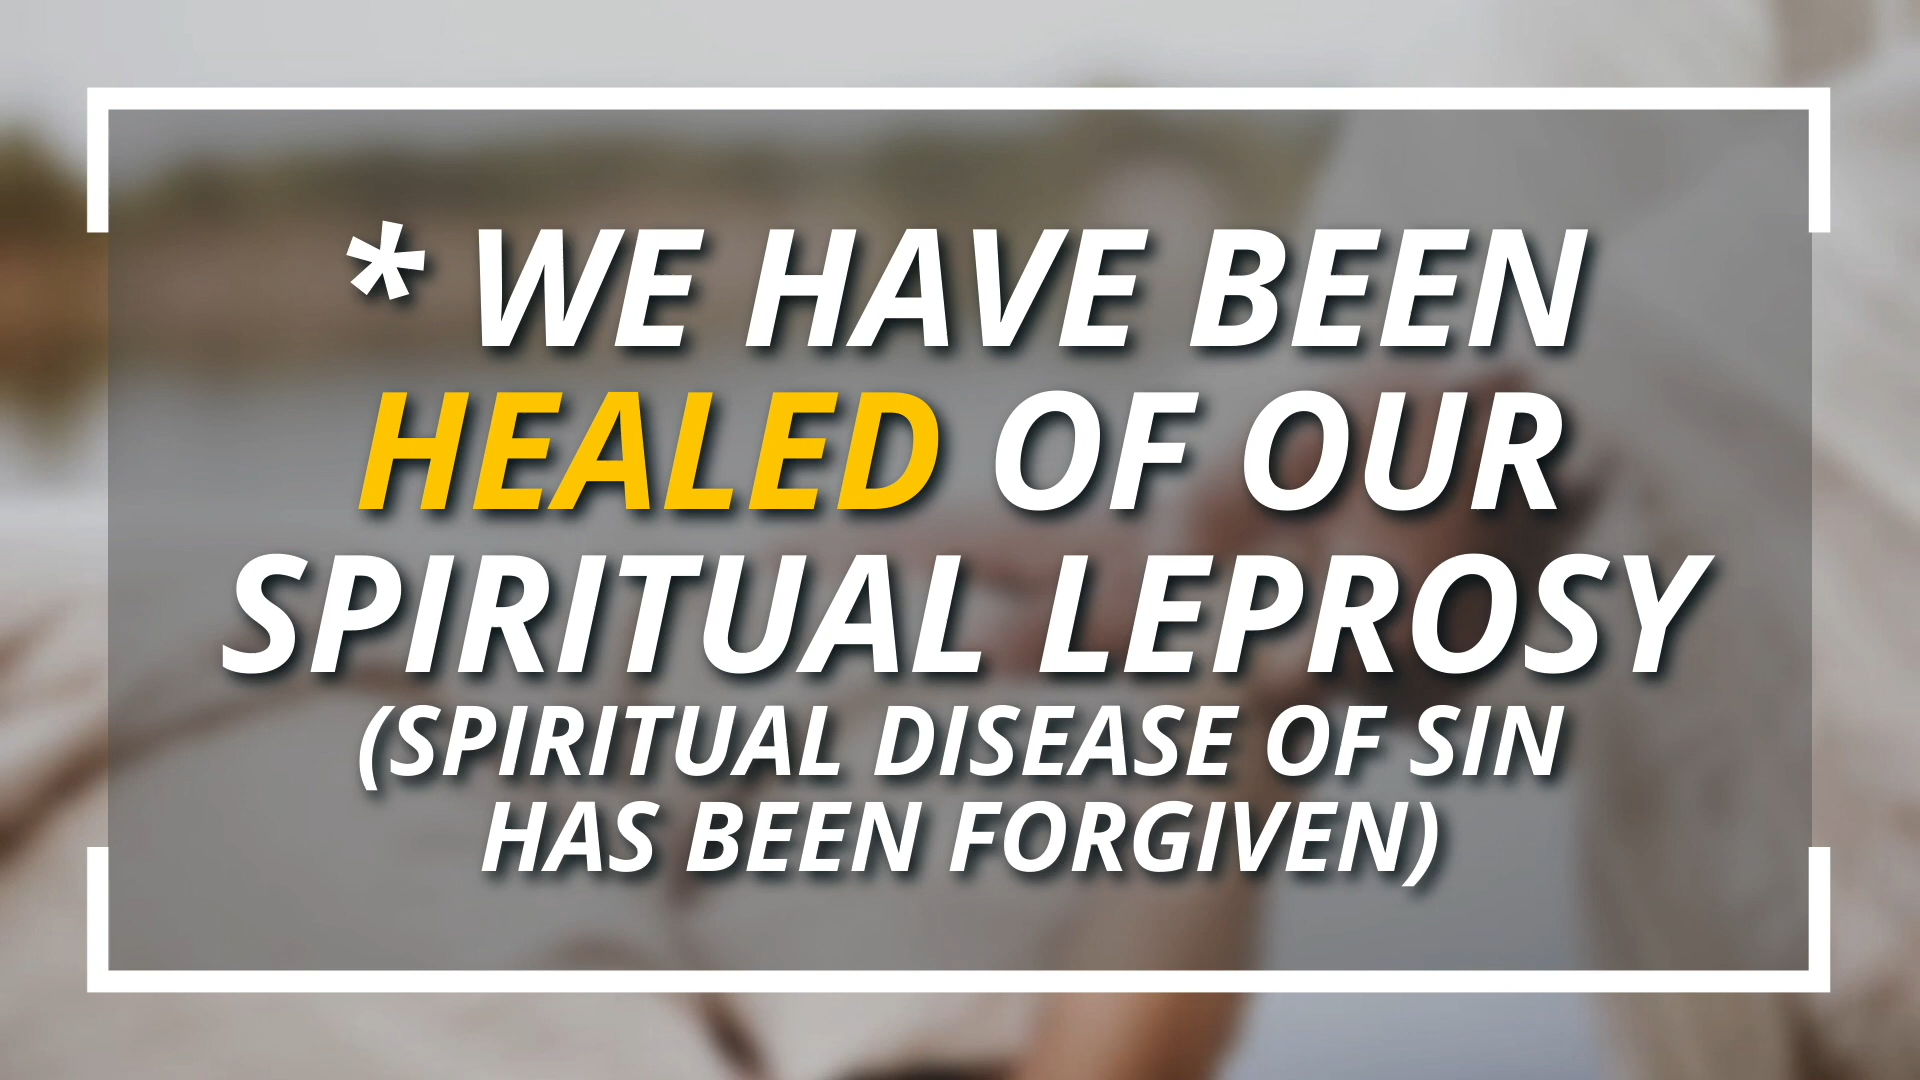 * WE HAVE BEEN
HEALED OF OUR
SPIRITUAL LEPROSY
(SPIRITUAL DISEASE OF SIN
HAS BEEN FORGIVEN)